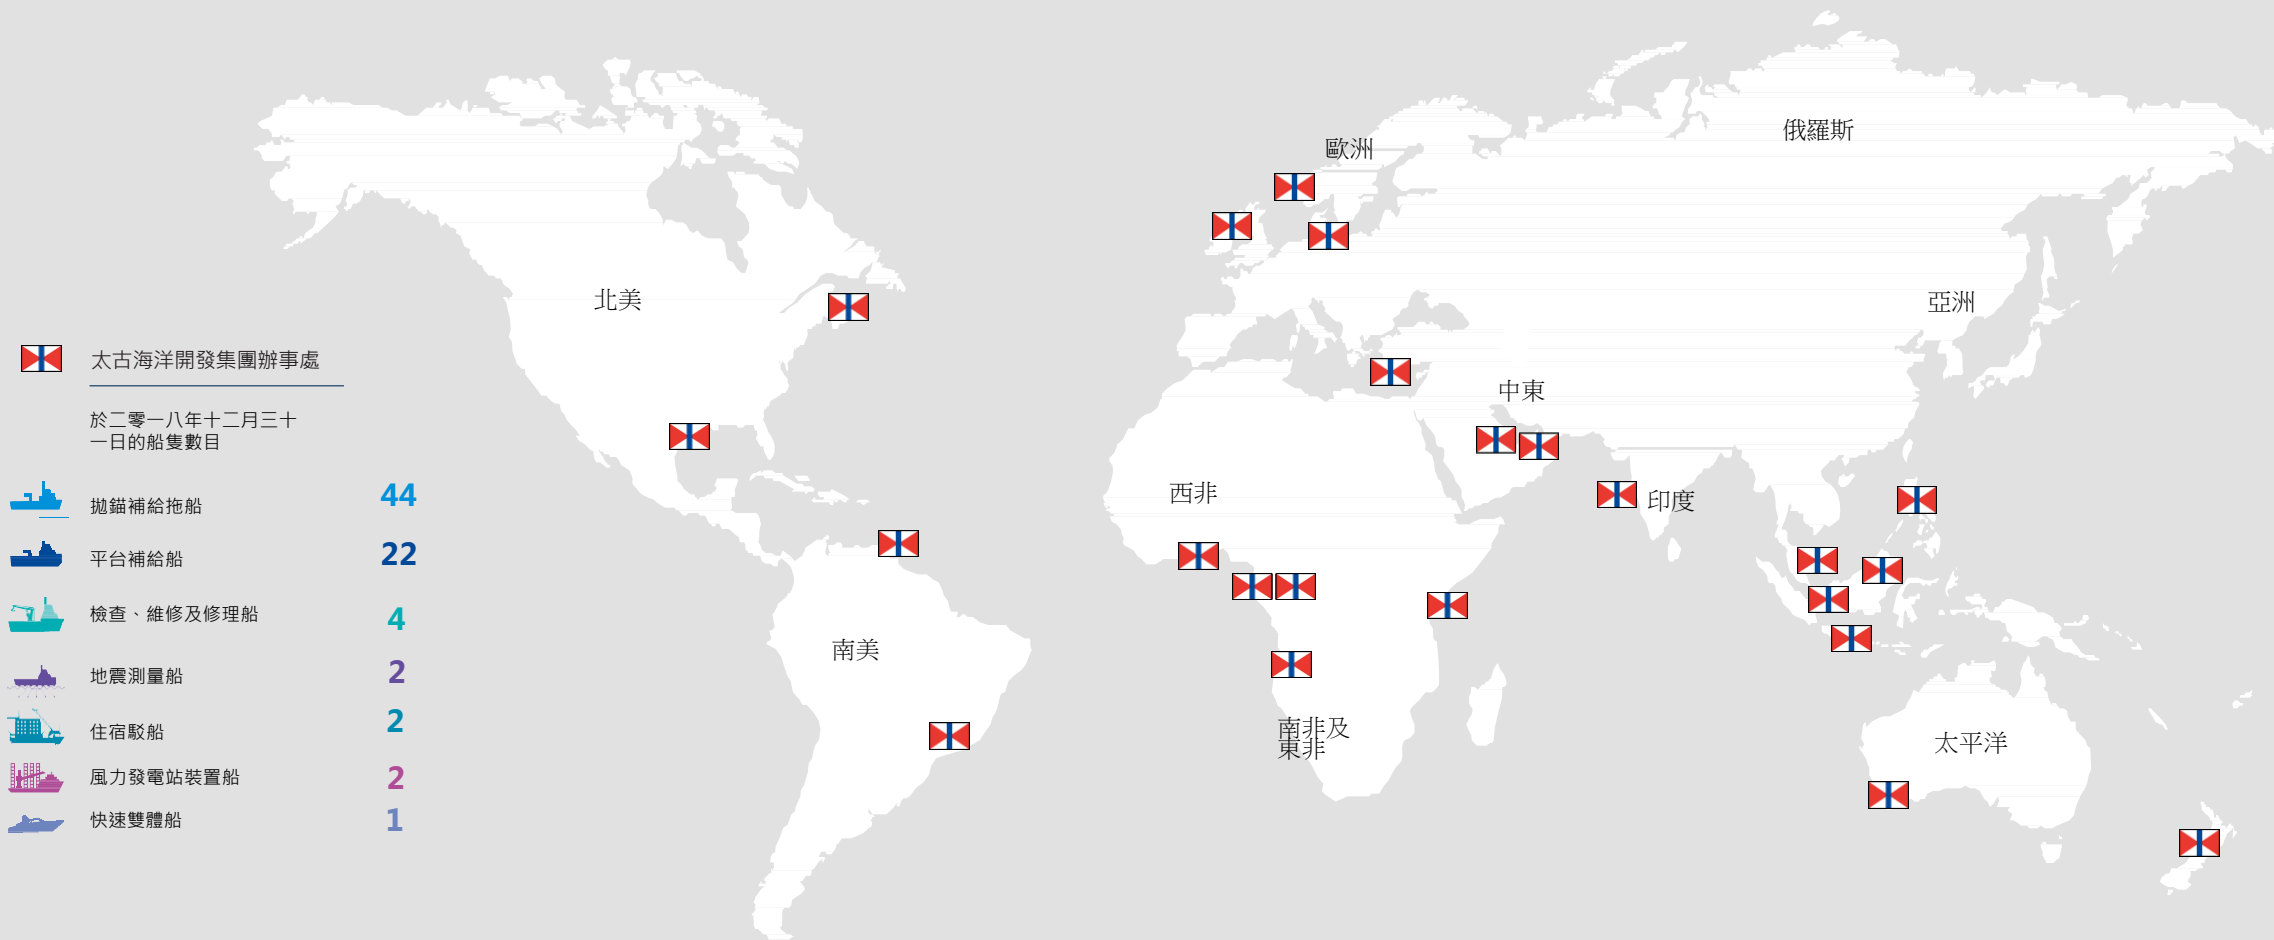 太古海洋開發集團辦事處
於二零一八年十二月三十
一日的船隻數目
拋錨補給拖船 44
平台補給船 22
檢查、維修及修理船 4
地震測量船 2
住宿駁船 2
風力發電站裝置船 2
快速雙體船 1
北美
南美
歐洲
俄羅斯
亞洲
中東
西非
印度
南非及
東非
太平洋